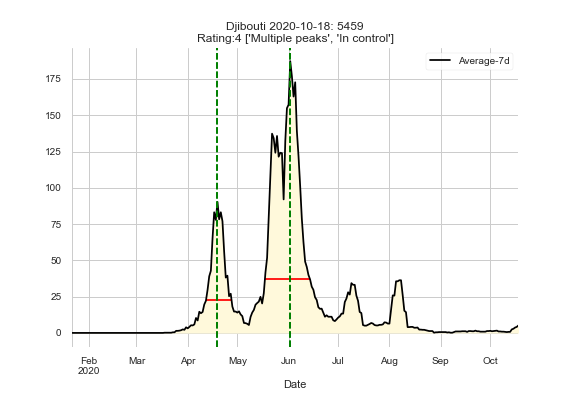 Djibouti 2020-10-18: 5459
Rating:4 ['Multiple peaks', 'In control']
Average-7d
175
150
125
100
75
50
25
0
Feb Mar Apr May Jun Jul Aug Sep Oct
2020
Date